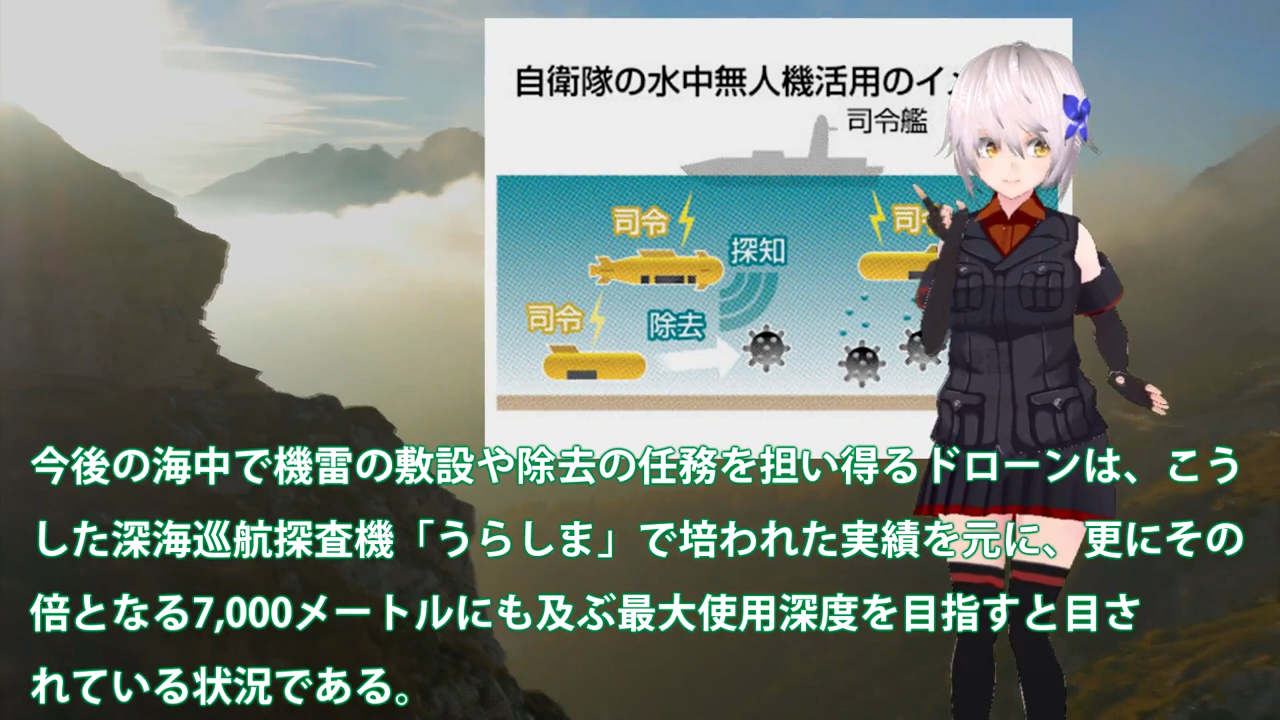 自衛隊の水中無人機活用のイ
司令艦
司令
司
探知
司令
除去
今後の海中で機雷の敷設や除去の任務を担い得るドローンは、こう
した深海巡航探査機「うらしま」で培われた実績を元に、更にその
倍となる7,000メートルにも及ぶ最大使用深度を目指すと目さ
れている状況である。